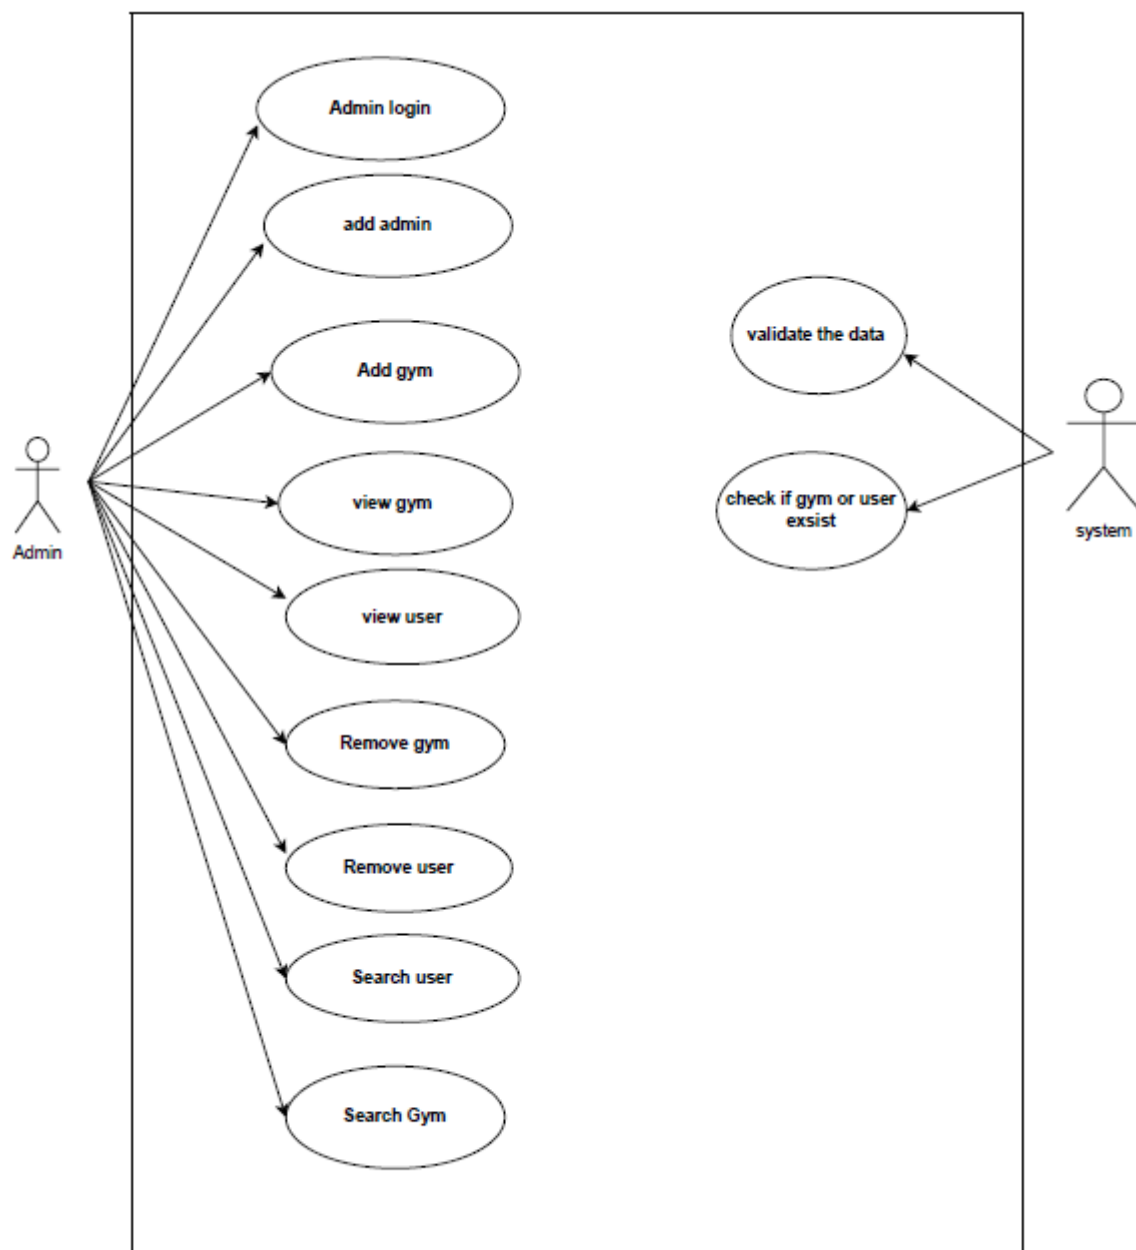 Admin login
add admin
Add gym
view gym
view user
Remove gym
Remove user
Search user
Search Gym
Admin
validate the data
check if gym or user
exsist
system